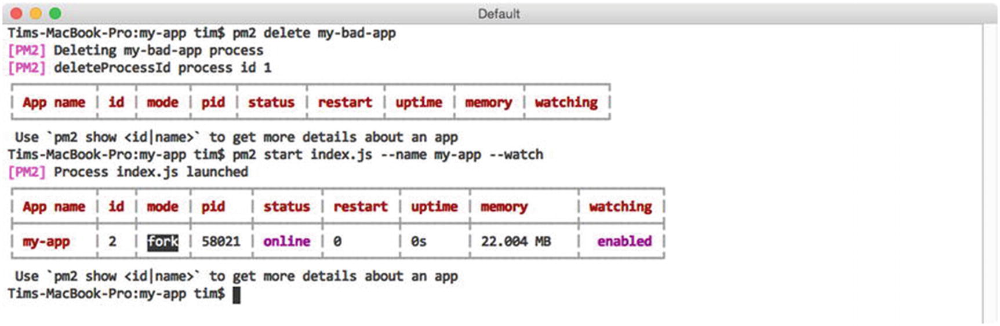 Default
Tims-MacBook-Pro:my-app tim$ pm2 delete my-bad-app
[PM2] Deleting my-bad-app process
[PM2] deleteProcessId process id 1
App name id mode pid status restart uptime memory watching
Use `pm2 show <id|name>` to get more details about an app
Tims-MacBook-Pro:my-app tim$ pm2 start index.js --name my-app --watch
[PM2] Process index.js launched
App name id mode pid status restart uptime memory watching
my-app 2 fork 58021 online 0 0s 22.004 MB enabled
Use `pm2 show <id|name>` to get more details about an app
Tims-MacBook-Pro:my-app tim$